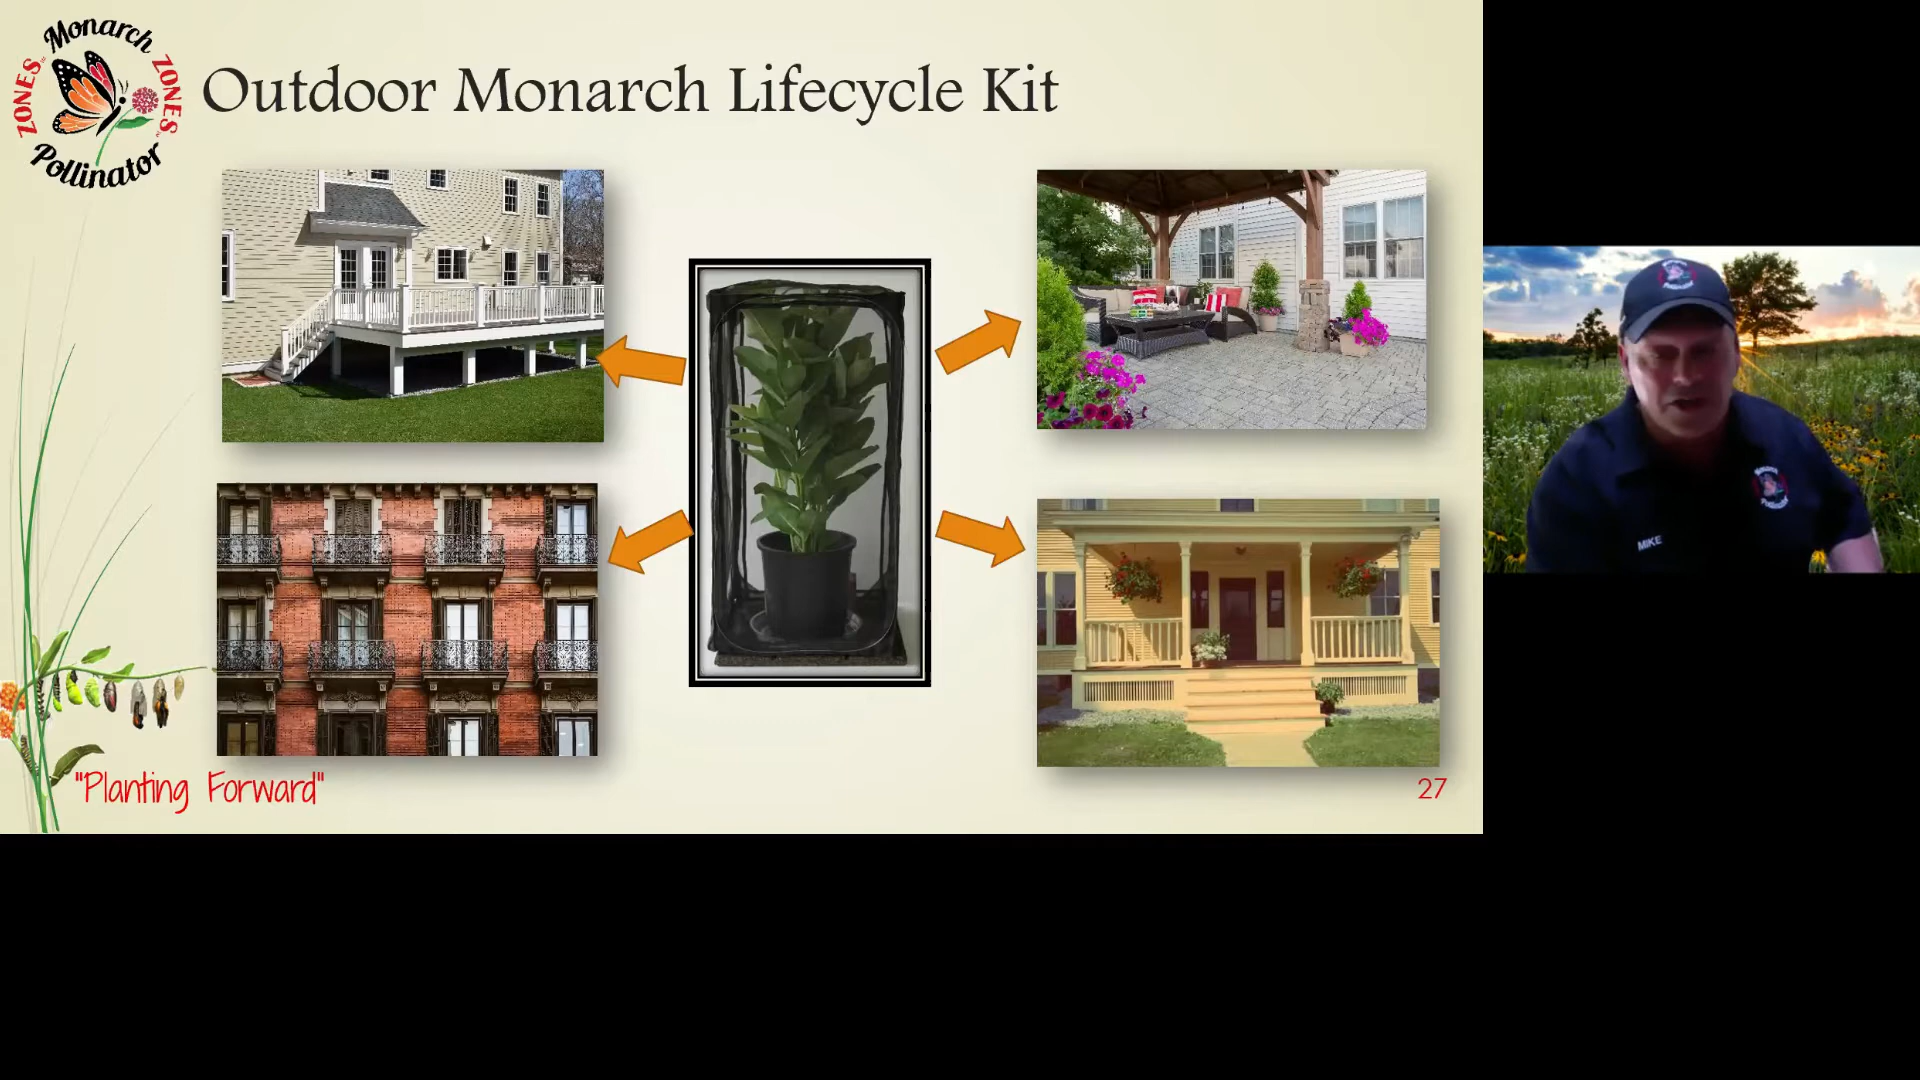 Monarch
ZONES
ZONES
Pollinator
Outdoor Monarch Lifecycle Kit
"Planting Forward"
27
MIKE